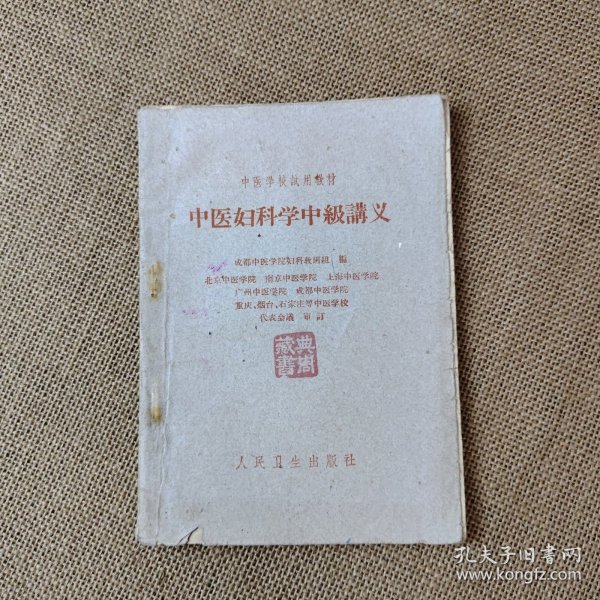 中医学校試用教材
中医妇科学中級講义
成都中医学院妇科教研組 編
北京中医学院 南京中医学院 上海中医学院
广州中医学院 成都中医学院
重庆、烟台、石家庄等中医学校
代表会議 审訂
典周
藏書
人民卫生出版社
孔夫子旧書网
www.kongfz.com